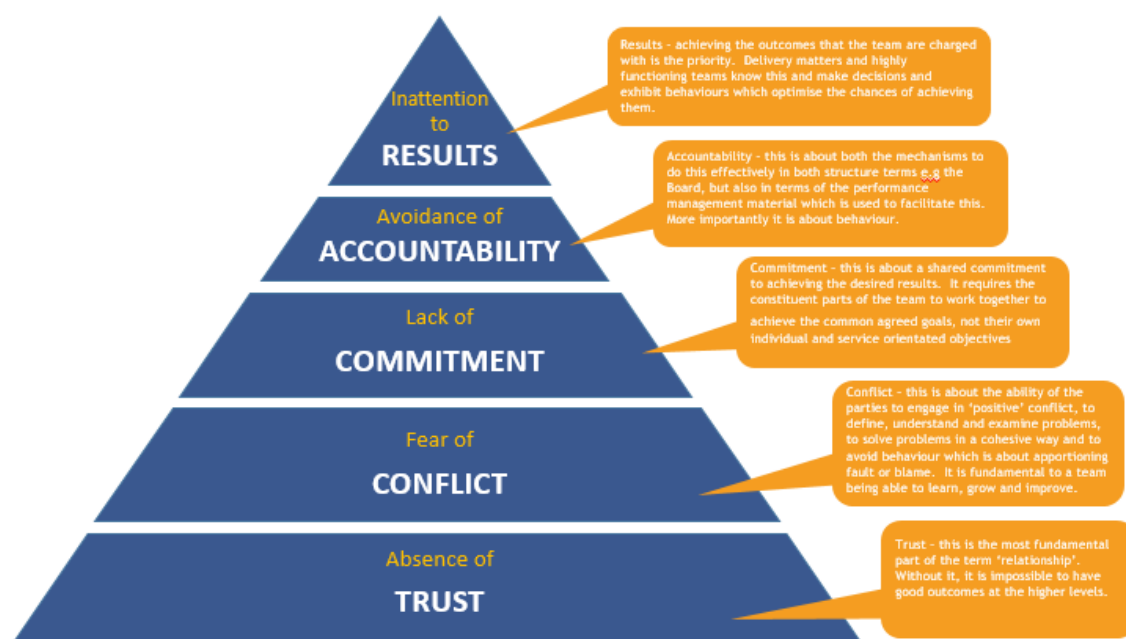 Inattention
to
RESULTS
Results - achieving the outcomes that the team are charged
with is the priority.  Delivery matters and highly
functioning teams know this and make decisions and
exhibit behaviours which optimise the chances of achieving
them.
Avoidance of
ACCOUNTABILITY
Accountability - this is about both the mechanisms to
do this effectively in both structure terms e.g the
Board, but also in terms of the performance
management material which is used to facilitate this.
More importantly it is about behaviour.
Lack of
COMMITMENT
Commitment - this is about a shared commitment
to achieving the desired results.  It requires the
constituent parts of the team to work together to
achieve the common agreed goals, not their own
individual and service orientated objectives
Fear of
CONFLICT
Conflict - this is about the ability of the
parties to engage in ‘positive’ conflict, to
define, understand and examine problems,
to solve problems in a cohesive way and to
avoid behaviour which is about apportioning
fault or blame.  It is fundamental to a team
being able to learn, grow and improve.
Absence of
TRUST
Trust - this is the most fundamental
part of the term ‘relationship’.
Without it, it is impossible to have
good outcomes at the higher levels.